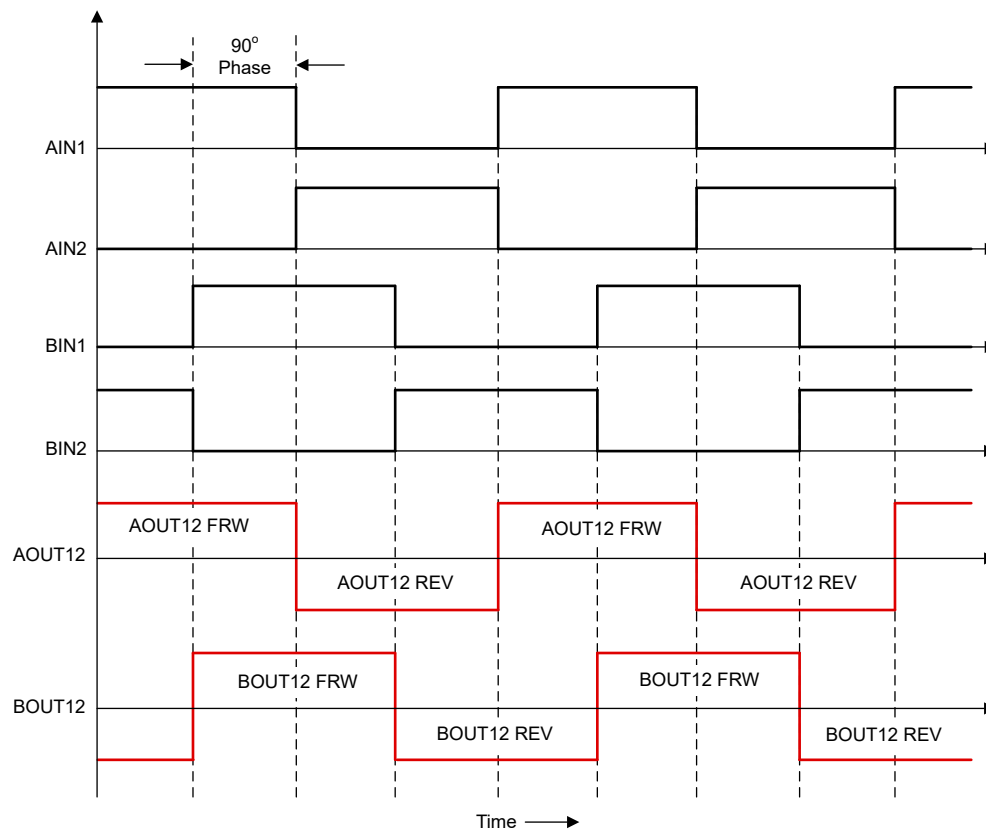 90o
Phase
AIN1
AIN2
BIN1
BIN2
AOUT12 FRW
AOUT12 FRW
AOUT12
AOUT12 REV
AOUT12 REV
BOUT12 FRW
BOUT12 FRW
BOUT12
BOUT12 REV
BOUT12 REV
Time